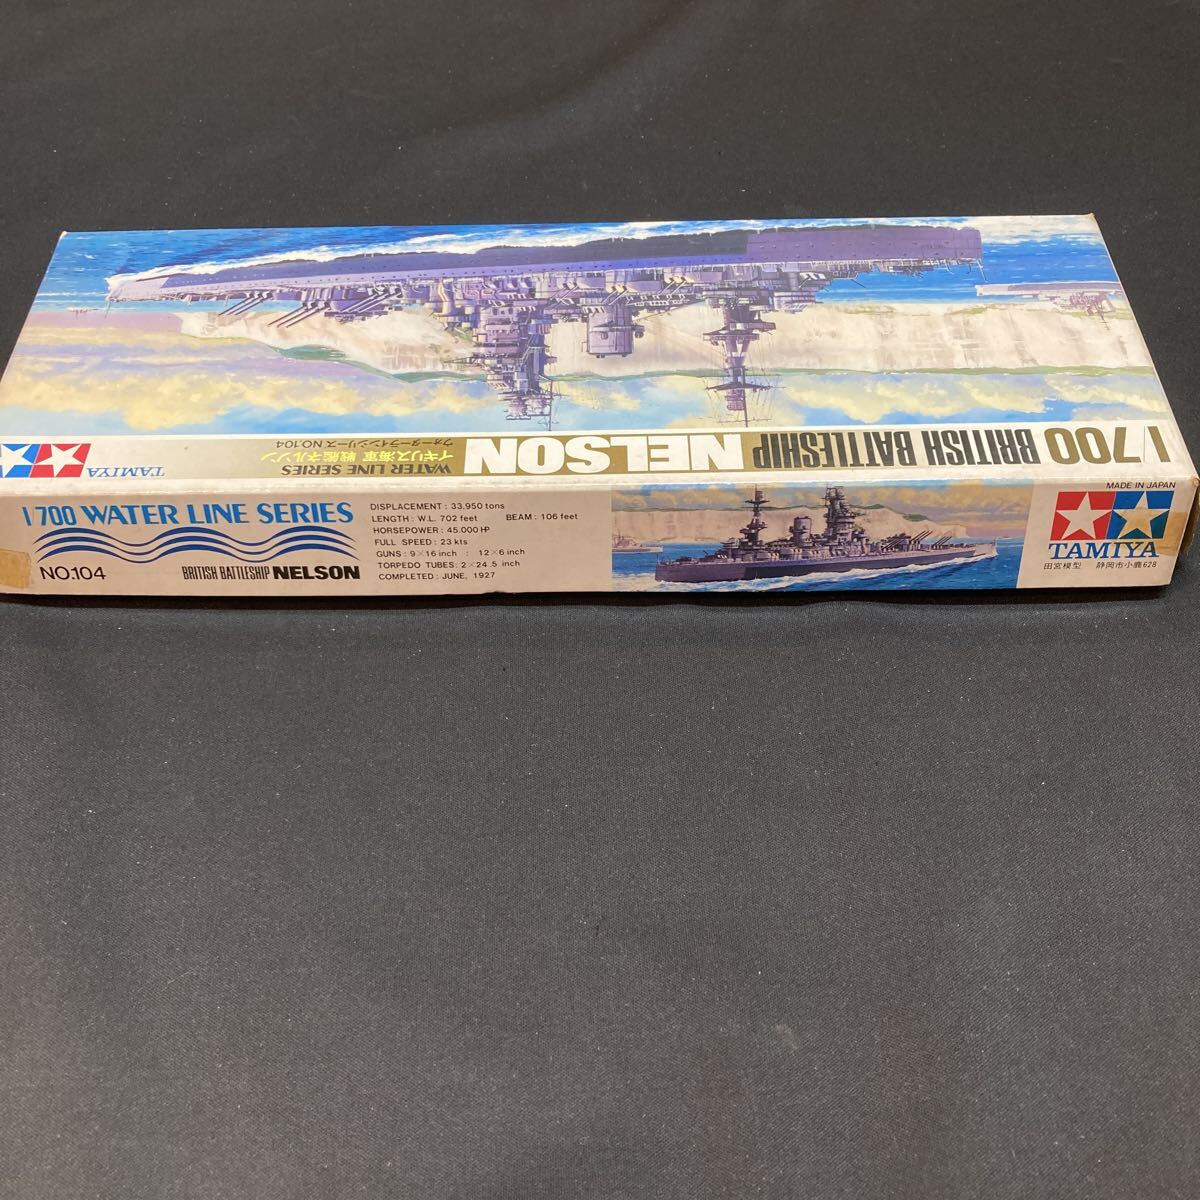 1/700 BRITISH BATTLESHIP NELSON
WATER LINE SERIES
イギリス海軍 戦艦ネルソン
ウォーターラインシリーズ NO.104
TAMIYA
1/700 WATER LINE SERIES
NO.104
BRITISH BATTLESHIP NELSON
DISPLACEMENT : 33,950 tons
LENGTH : W.L. 702 feet BEAM : 106 feet
HORSEPOWER : 45,000 HP
FULL SPEED : 23 kts
GUNS : 9×16 inch : 12×6 inch
TORPEDO TUBES: 2×24.5 inch
COMPLETED : JUNE, 1927
MADE IN JAPAN
TAMIYA
田宮模型 静岡市小鹿628